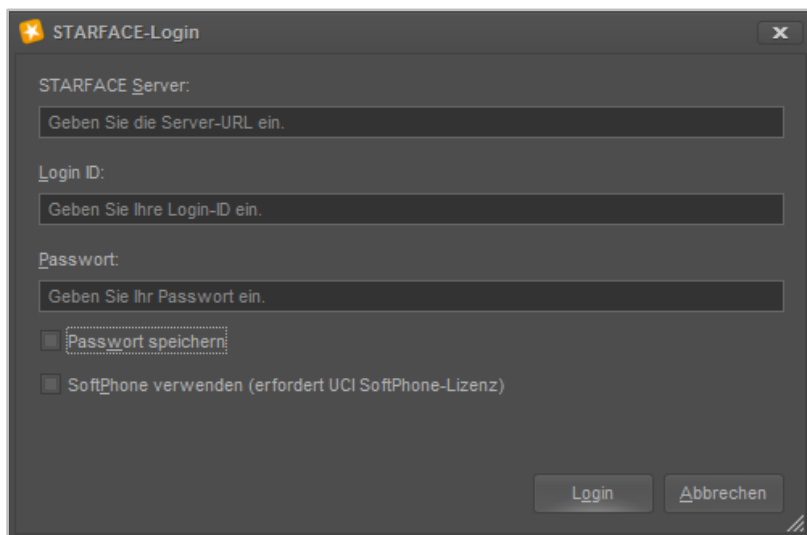 STARFACE-Login
STARFACE Server:
Geben Sie die Server-URL ein.
Login ID:
Geben Sie Ihre Login-ID ein.
Passwort:
Geben Sie Ihr Passwort ein.
Passwort speichern
SoftPhone verwenden (erfordert UCI SoftPhone-Lizenz)
Login Abbrechen